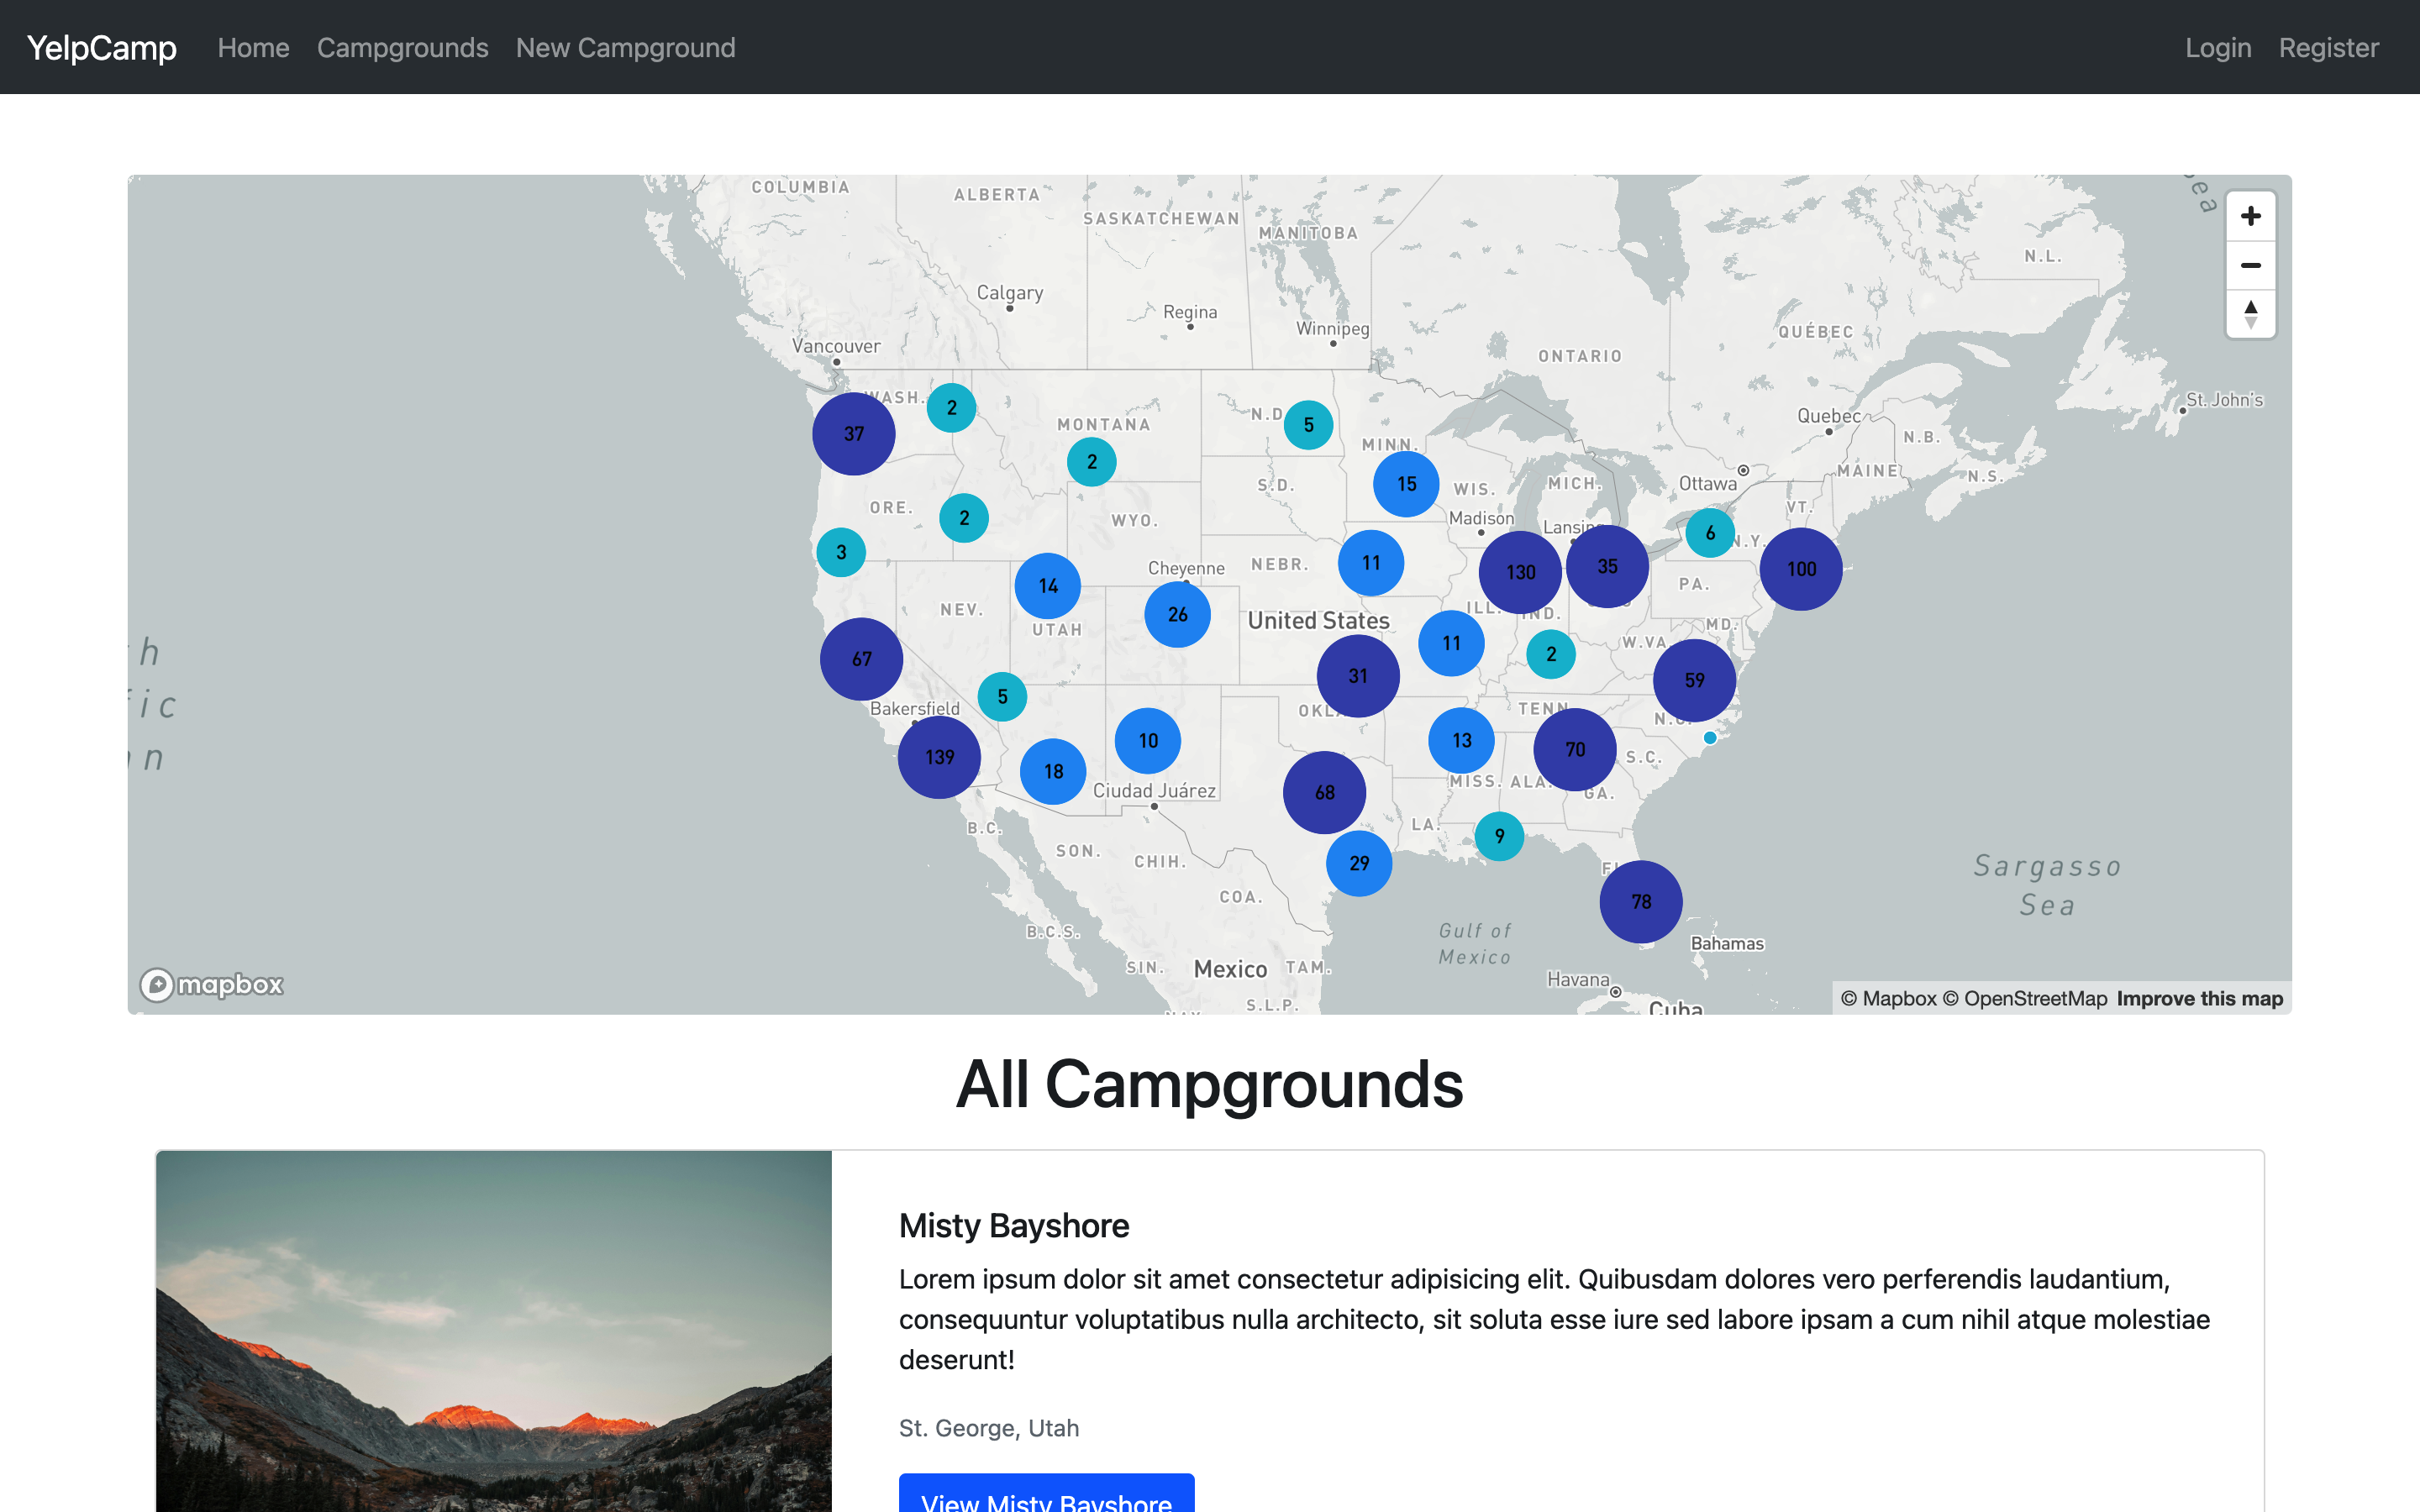 YelpCamp Home Campgrounds New Campground Login Register
COLUMBIA
ALBERTA
SASKATCHEWAN
MANITOBA
N.L.
Calgary
Regina
Winnipeg
QUÉBEC
Vancouver
ONTARIO
St. John's
WASH.
2
N.D.
5
Quebec
37
MONTANA
MINN.
N.B.
2
MAINE
Ottawa
N.S.
15
WIS.
MICH.
S.D.
ORE.
2
WYO.
VT.
Madison
Lansing
6
N.Y.
3
Cheyenne
NEBR.
11
130
35
100
14
PA.
NEV.
26
United States
ILL.
IND.
MD.
UTAH
11
W.VA.
67
2
31
59
5
Bakersfield
OKLA.
TENN.
N.C.
10
13
70
139
18
S.C.
Ciudad Juárez
68
MISS.
ALA.
GA.
B.C.
LA.
9
SON.
CHIH.
29
COA.
78
Sargasso
Sea
B.C.S.
Gulf of
Mexico
Bahamas
SIN.
Mexico
TAM.
Havana
S.L.P.
Cuba
mapbox
© Mapbox © OpenStreetMap Improve this map
All Campgrounds
Misty Bayshore
Lorem ipsum dolor sit amet consectetur adipisicing elit. Quibusdam dolores vero perferendis laudantium,
consequuntur voluptatibus nulla architecto, sit soluta esse iure sed labore ipsam a cum nihil atque molestiae
deserunt!
St. George, Utah
View Misty Bayshore